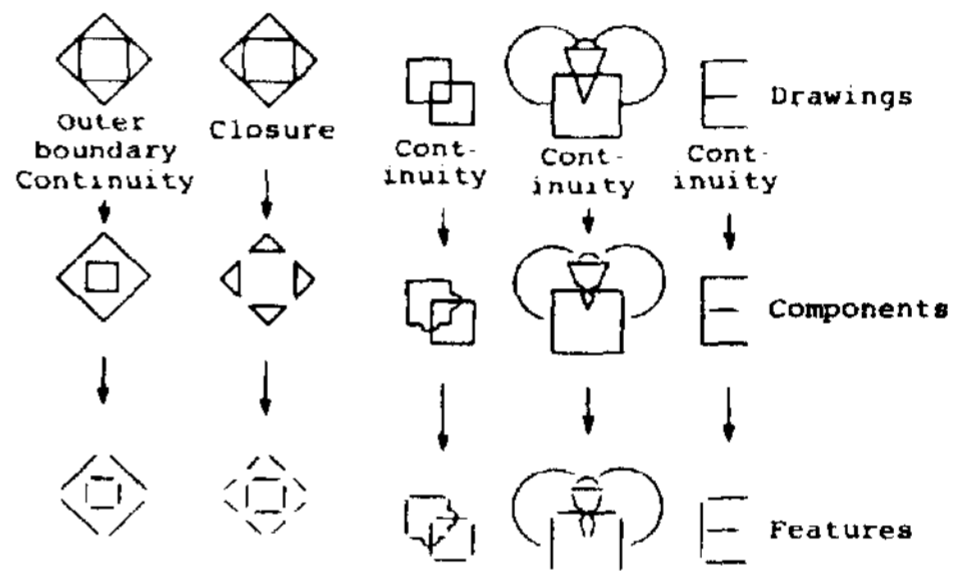 Drawings
Outer
boundary
Continuity
Closure
Cont-
inuity
Cont-
inuity
Cont-
inuity
Components
Features